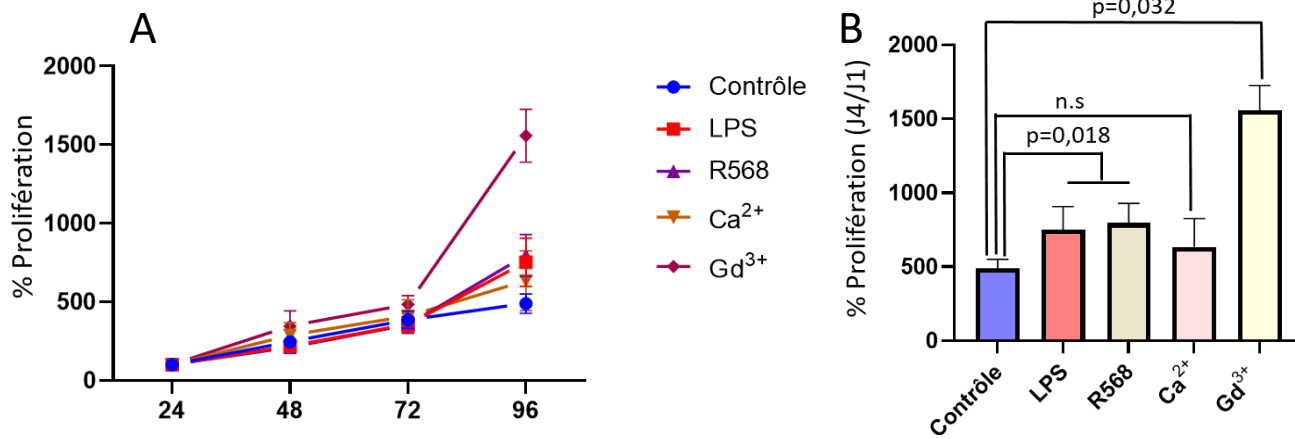 A
% Prolifération
2000
1500
1000
500
0
24
48
72
96
Contrôle
LPS
R568
Ca²⁺
Gd³⁺
B
% Prolifération (J4/J1)
2000
1500
1000
500
0
p=0,032
n.s
p=0,018
Contrôle
LPS
R568
Ca²⁺
Gd³⁺